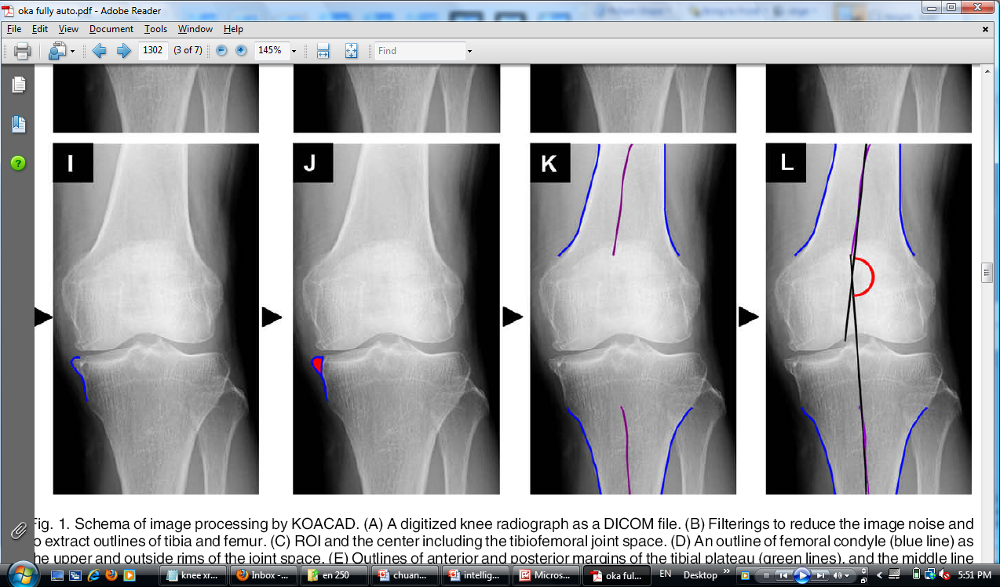 oka fully auto.pdf - Adobe Reader
File Edit View Document Tools Window Help
1302 (3 of 7) 145% Find
I J K L
Fig. 1. Schema of image processing by KOACAD. (A) A digitized knee radiograph as a DICOM file. (B) Filterings to reduce the image noise and
o extract outlines of tibia and femur. (C) ROI and the center including the tibiofemoral joint space. (D) An outline of femoral condyle (blue line) as
he upper and outside rims of the joint space. (E) Outlines of anterior and posterior margins of the tibial plateau (green lines), and the middle line
knee xr... Inbox -... en 250 chuan... intellig... Micros... oka ful... EN Desktop » 5:51 PM